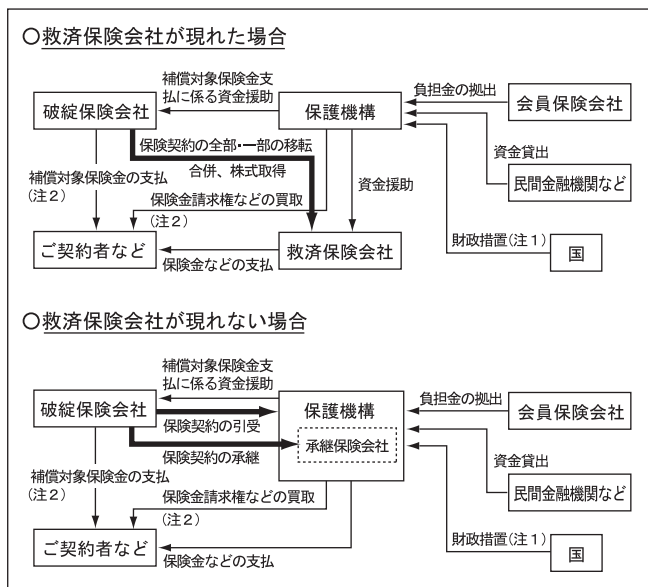 ○救済保険会社が現れた場合
補償対象保険金支
払に係る資金援助
負担金の拠出
破綻保険会社
保護機構
会員保険会社
保険契約の全部･一部の移転
資金貸出
合併、株式取得
民間金融機関など
補償対象保険金の支払
(注2)
保険金請求権などの買取
(注2)
資金援助
財政措置(注1)
ご契約者など
救済保険会社
国
保険金などの支払
○救済保険会社が現れない場合
補償対象保険金支
払に係る資金援助
負担金の拠出
破綻保険会社
保護機構
会員保険会社
保険契約の引受
承継保険会社
保険契約の承継
資金貸出
補償対象保険金の支払
(注2)
民間金融機関など
保険金請求権などの買取
(注2)
財政措置(注1)
ご契約者など
国
保険金などの支払